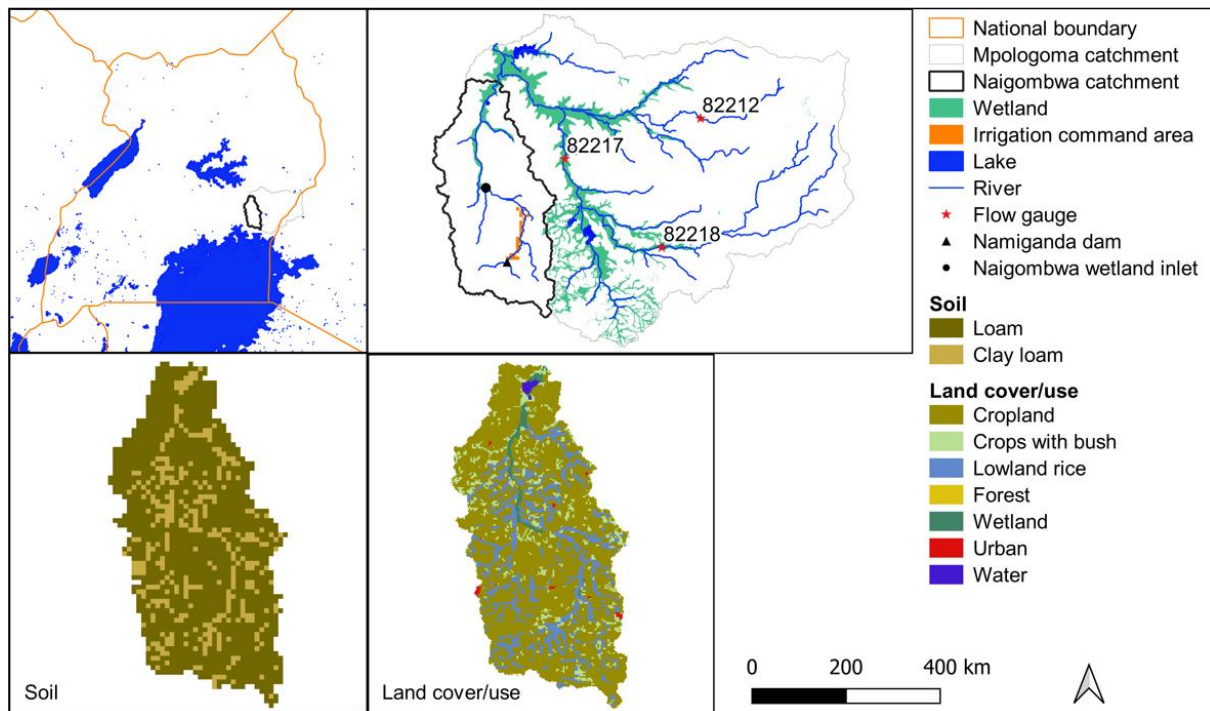 82212
82217
82218
National boundary
Mpologoma catchment
Naigombwa catchment
Wetland
Irrigation command area
Lake
River
Flow gauge
Namiganda dam
Naigombwa wetland inlet
Soil
Loam
Clay loam
Land cover/use
Cropland
Crops with bush
Lowland rice
Forest
Wetland
Urban
Water
Soil
Land cover/use
0 200 400 km